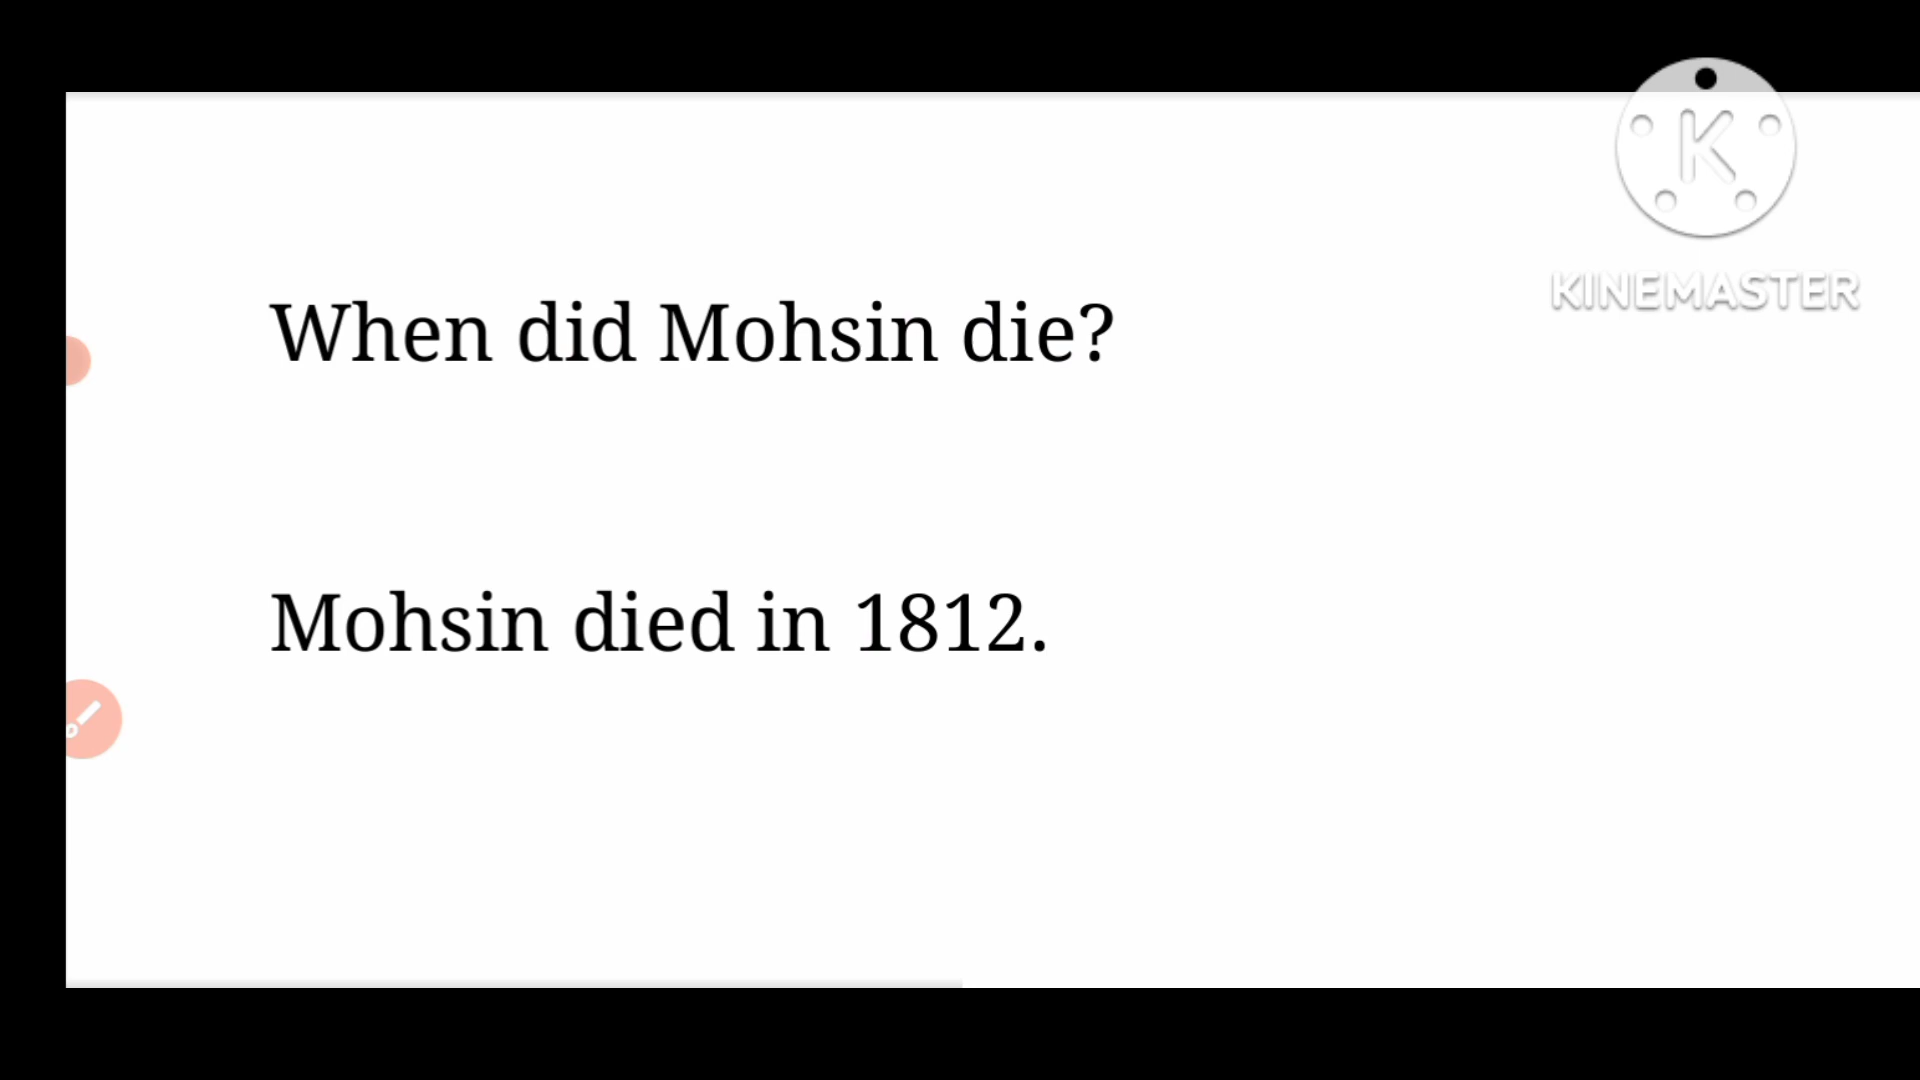 K
KINEMASTER
When did Mohsin die?
Mohsin died in 1812.